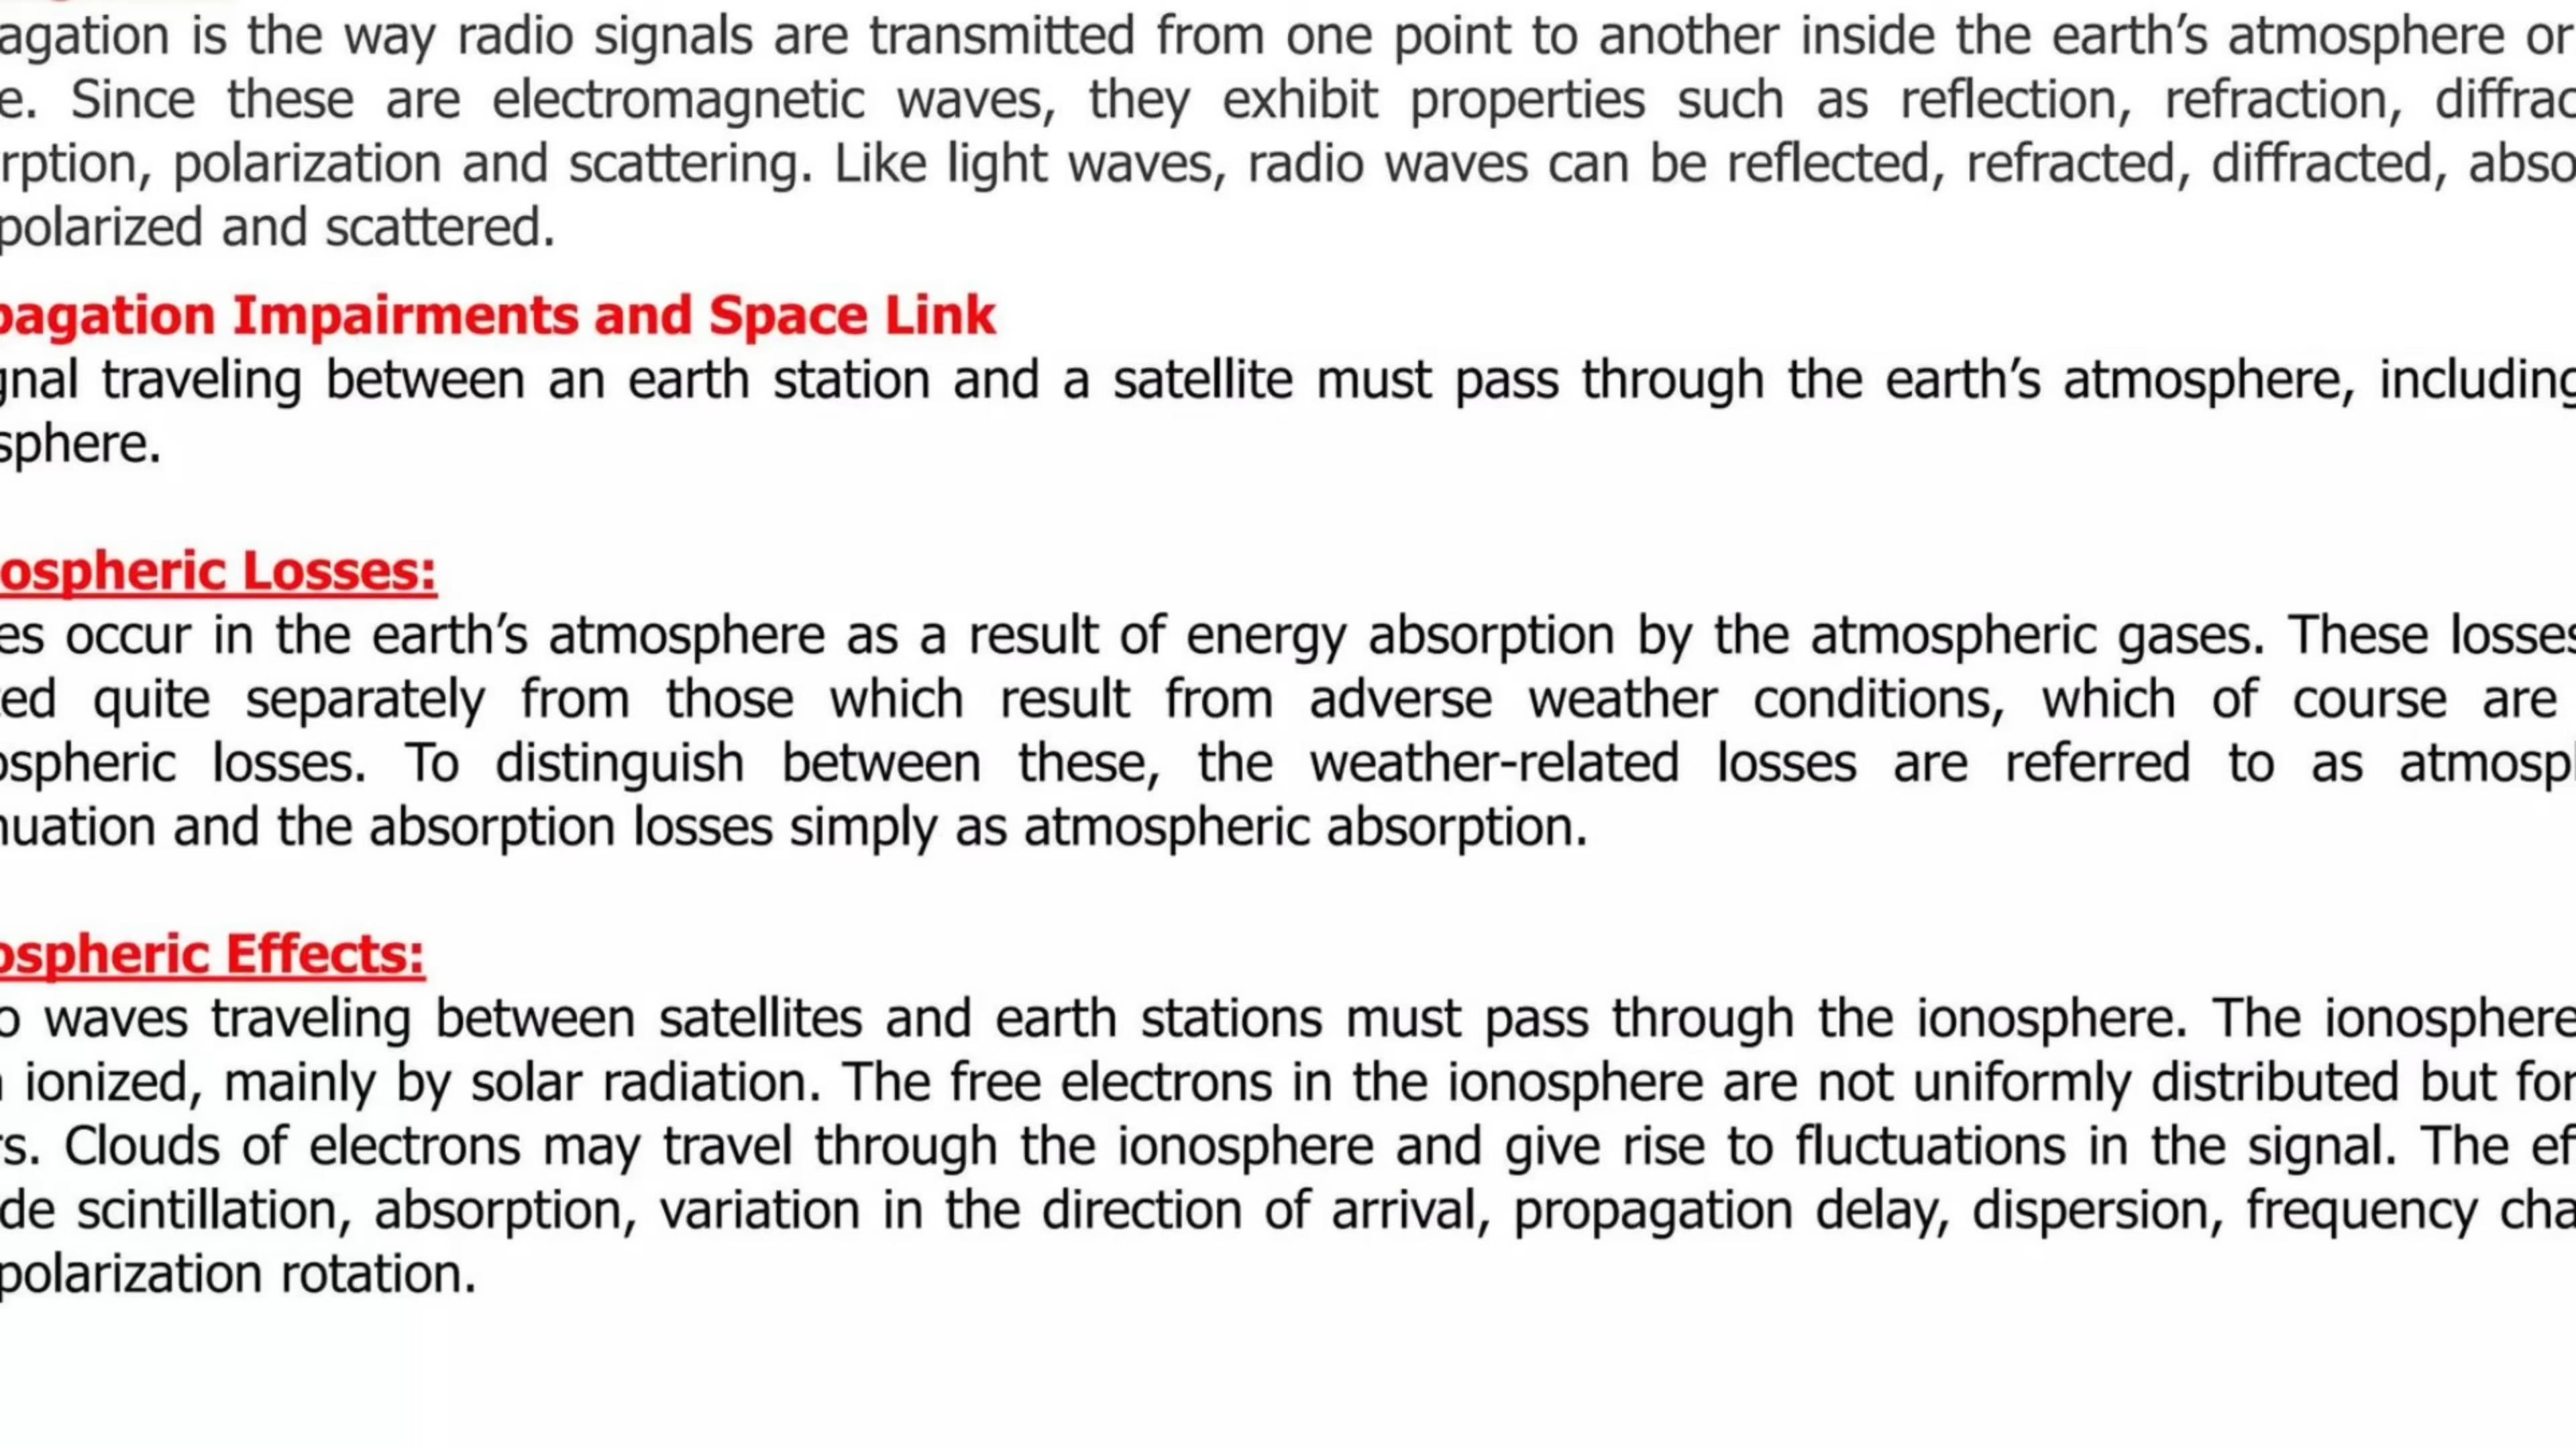 agation is the way radio signals are transmitted from one point to another inside the earth’s atmosphere or
e. Since these are electromagnetic waves, they exhibit properties such as reflection, refraction, diffrac
rption, polarization and scattering. Like light waves, radio waves can be reflected, refracted, diffracted, abso
polarized and scattered.
pagation Impairments and Space Link
gnal traveling between an earth station and a satellite must pass through the earth’s atmosphere, including
sphere.
ospheric Losses:
es occur in the earth’s atmosphere as a result of energy absorption by the atmospheric gases. These losses
ted quite separately from those which result from adverse weather conditions, which of course are
ospheric losses. To distinguish between these, the weather-related losses are referred to as atmosph
nuation and the absorption losses simply as atmospheric absorption.
ospheric Effects:
o waves traveling between satellites and earth stations must pass through the ionosphere. The ionosphere
n ionized, mainly by solar radiation. The free electrons in the ionosphere are not uniformly distributed but for
rs. Clouds of electrons may travel through the ionosphere and give rise to fluctuations in the signal. The ef
de scintillation, absorption, variation in the direction of arrival, propagation delay, dispersion, frequency cha
polarization rotation.